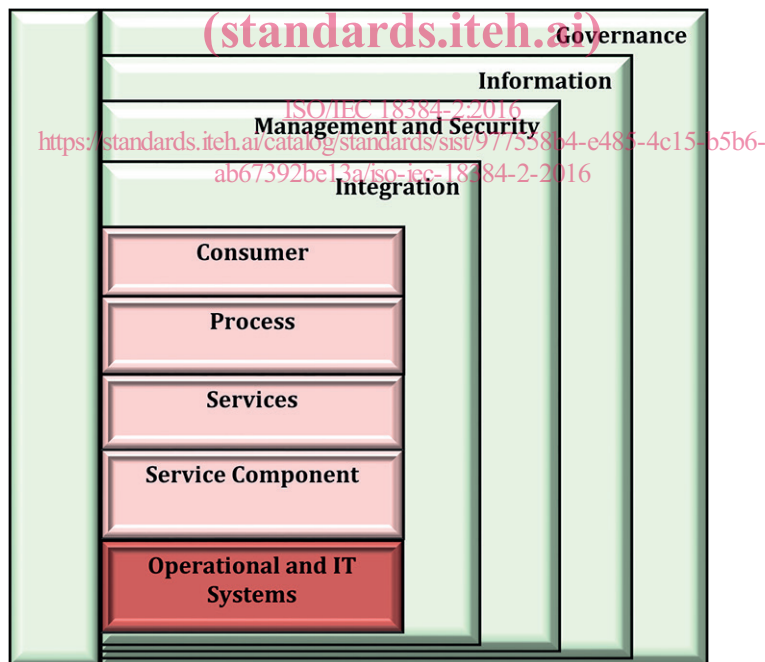 (standards.iteh.ai)
Governance
Information
ISO/IEC 18384-2:2016
Management and Security
https://standards.iteh.ai/catalog/standards/sist/977558b4-e485-4c15-b5b6-
ab67392be13a/iso-iec-18384-2-2016
Integration
Consumer
Process
Services
Service Component
Operational and IT
Systems